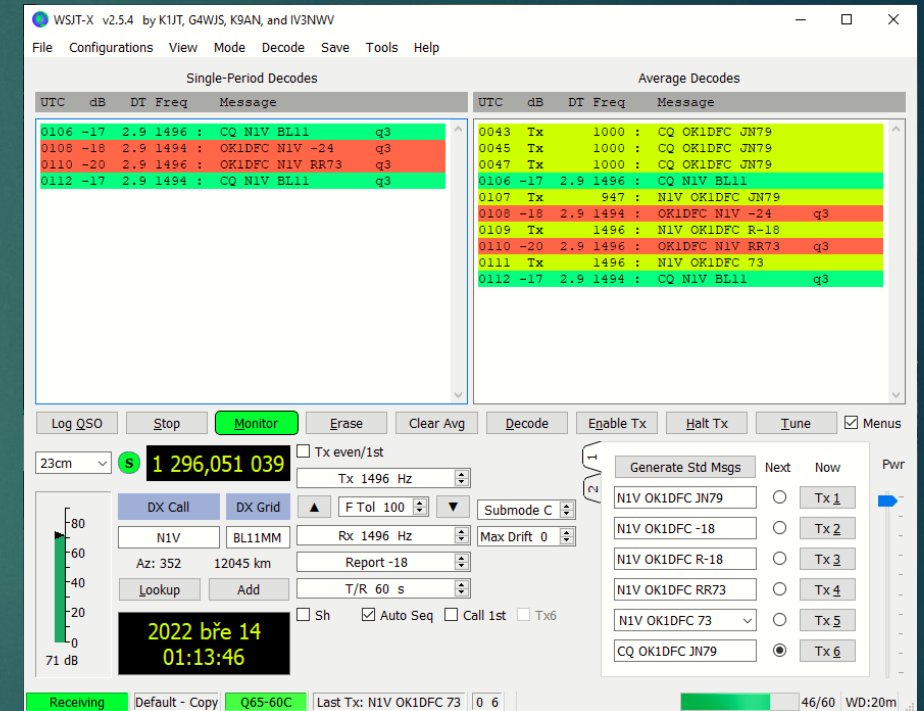 WSJT-X v2.5.4 by K1JT, G4WJS, K9AN, and IV3NWV
File Configurations View Mode Decode Save Tools Help
Single-Period Decodes
UTC dB DT Freq Message
0106 -17 2.9 1496 : CQ N1V BL11 q3
0108 -18 2.9 1494 : OK1DFC N1V -24 q3
0110 -20 2.9 1496 : OK1DFC N1V RR73 q3
0112 -17 2.9 1494 : CQ N1V BL11 q3
Average Decodes
UTC dB DT Freq Message
0043 Tx 1000 : CQ OK1DFC JN79
0045 Tx 1000 : CQ OK1DFC JN79
0047 Tx 1000 : CQ OK1DFC JN79
0106 -17 2.9 1496 : CQ N1V BL11
0107 Tx 947 : N1V OK1DFC JN79
0108 -18 2.9 1494 : OK1DFC N1V -24 q3
0109 Tx 1496 : N1V OK1DFC R-18
0110 -20 2.9 1496 : OK1DFC N1V RR73 q3
0111 Tx 1496 : N1V OK1DFC 73
0112 -17 2.9 1494 : CQ N1V BL11 q3
Log QSO Stop Monitor Erase Clear Avg Decode Enable Tx Halt Tx Tune Menus
23cm S 1 296,051 039
Tx even/1st
Tx 1496 Hz
DX Call DX Grid
F Tol 100
Submode C
N1V BL11MM
Rx 1496 Hz
Max Drift 0
Az: 352 12045 km
Report -18
Lookup Add
T/R 60 s
Sh Auto Seq Call 1st Tx6
2022 bře 14
01:13:46
-80
-60
-40
-20
-0
71 dB
1
2
Generate Std Msgs Next Now Pwr
N1V OK1DFC JN79 Tx 1
N1V OK1DFC -18 Tx 2
N1V OK1DFC R-18 Tx 3
N1V OK1DFC RR73 Tx 4
N1V OK1DFC 73 Tx 5
CQ OK1DFC JN79 Tx 6
Receiving Default - Copy Q65-60C Last Tx: N1V OK1DFC 73 0 6 46/60 WD:20m